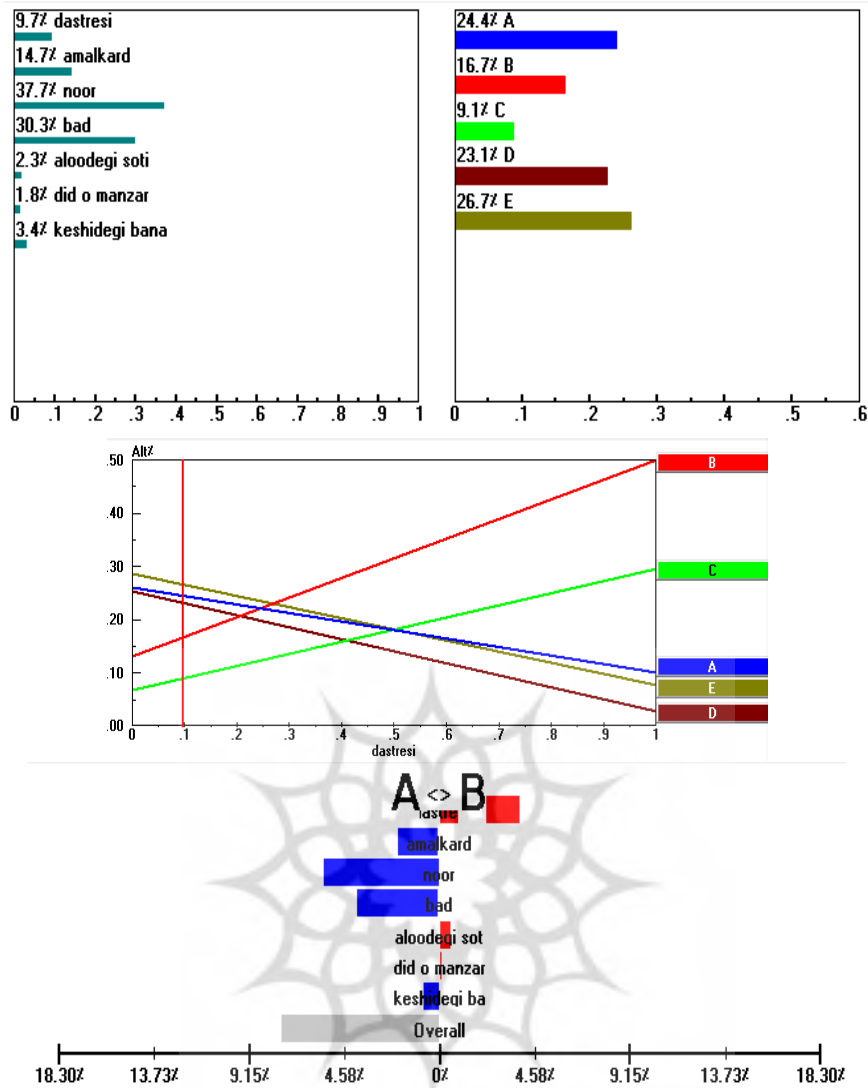 9.7% dastresi
14.7% amalkard
37.7% noor
30.3% bad
2.3% aloodegi soti
1.8% did o manzar
3.4% keshidegi bana
0 .1 .2 .3 .4 .5 .6 .7 .8 .9 1
24.4% A
16.7% B
9.1% C
23.1% D
26.7% E
0 .1 .2 .3 .4 .5 .6
Alt%
.50
.40
.30
.20
.10
.00
0 .1 .2 .3 .4 .5 .6 .7 .8 .9 1
dastresi
B
C
A
E
D
A <> B
amalkard
noor
bad
aloodegi sot
did o manzar
keshidegi ba
Overall
18.30% 13.73% 9.15% 4.58% 0% 4.58% 9.15% 13.73% 18.30%